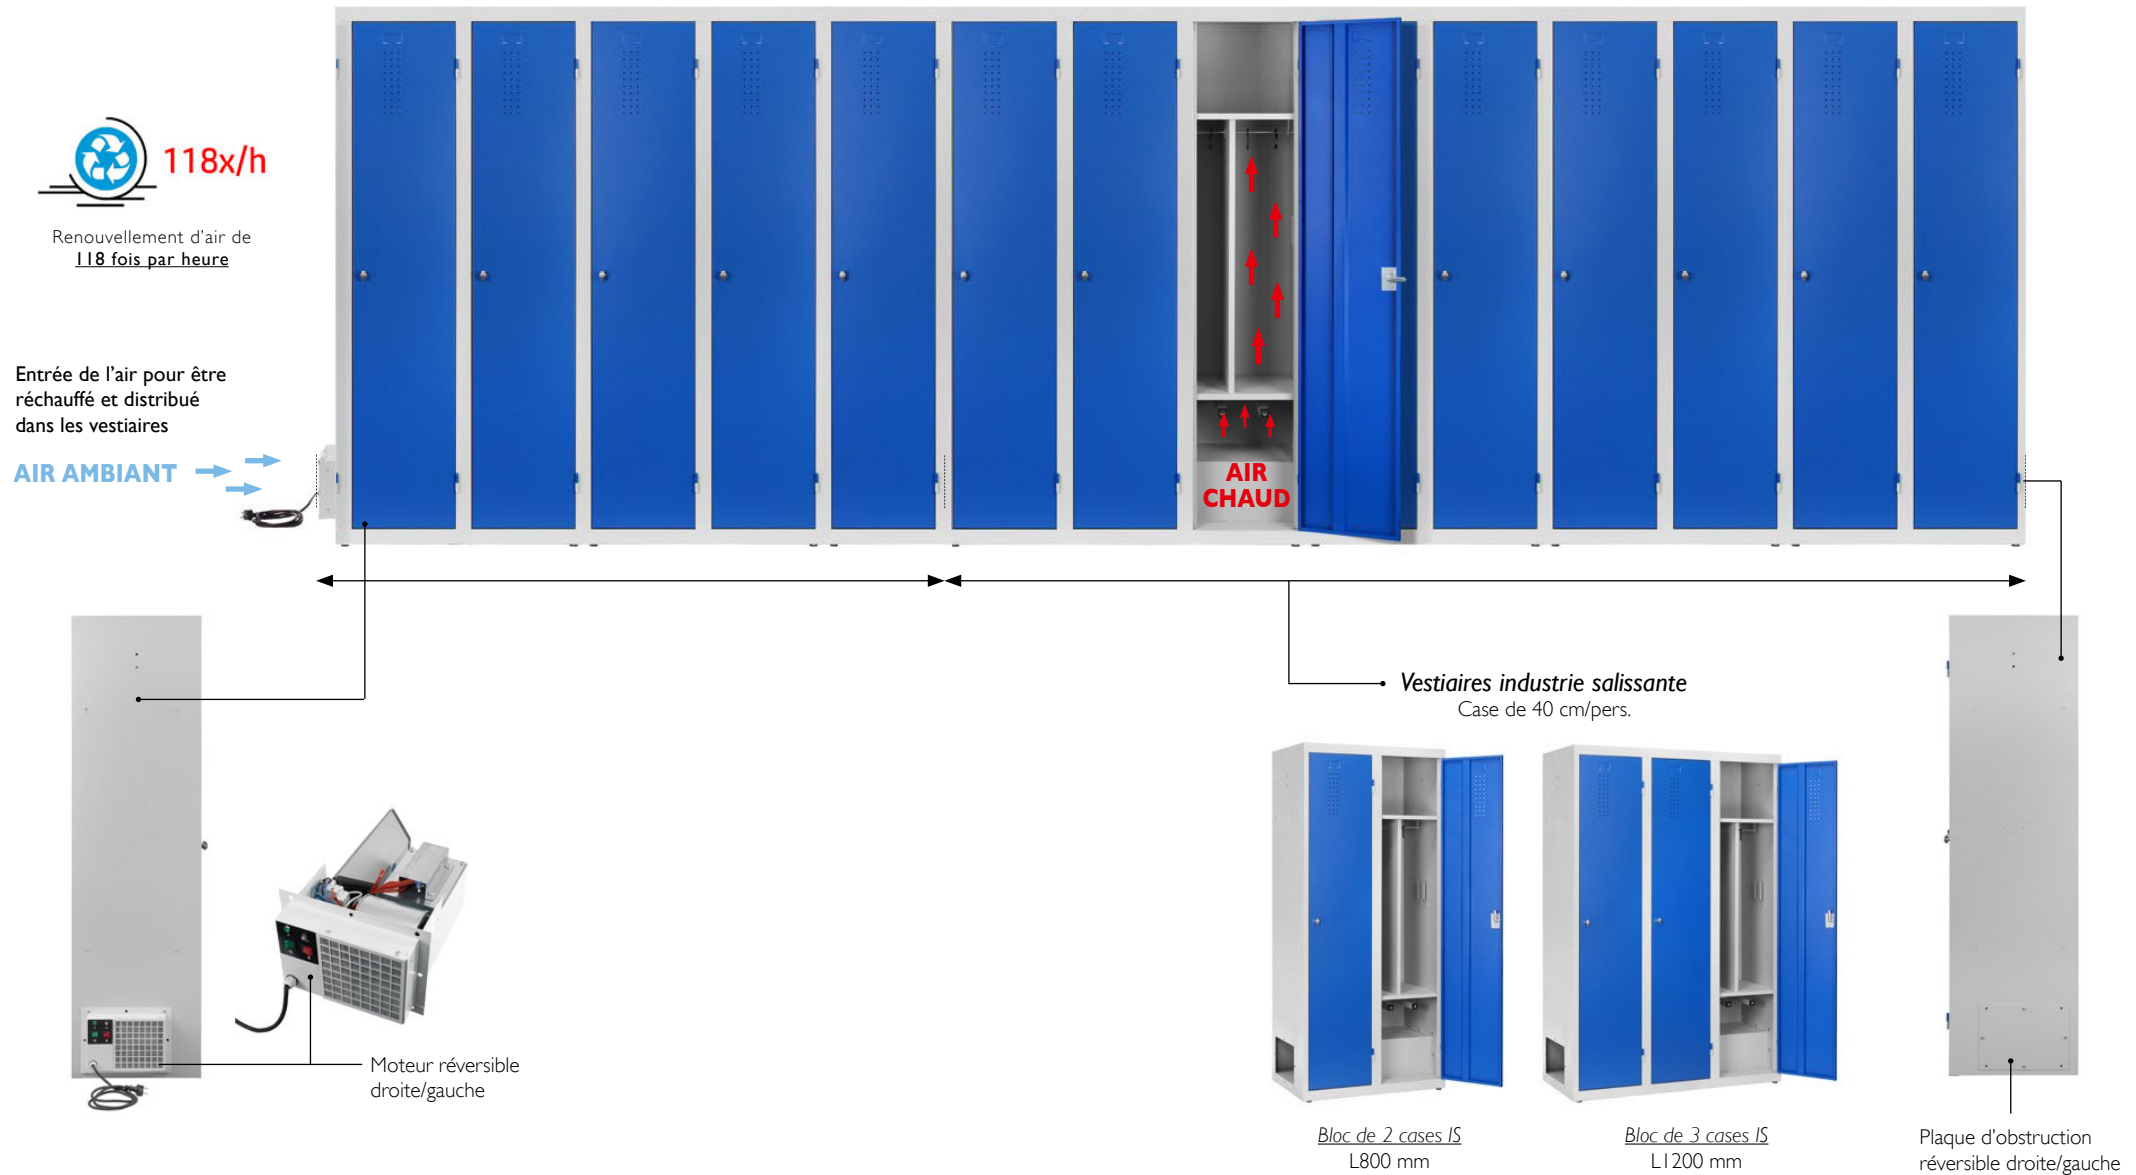 118x/h
Renouvellement d'air de
118 fois par heure
Entrée de l'air pour être
réchauffé et distribué
dans les vestiaires
AIR AMBIANT
AIR
CHAUD
Vestiaires industrie salissante
Case de 40 cm/pers.
Moteur réversible
droite/gauche
Bloc de 2 cases IS
L800 mm
Bloc de 3 cases IS
L1200 mm
Plaque d'obstruction
réversible droite/gauche